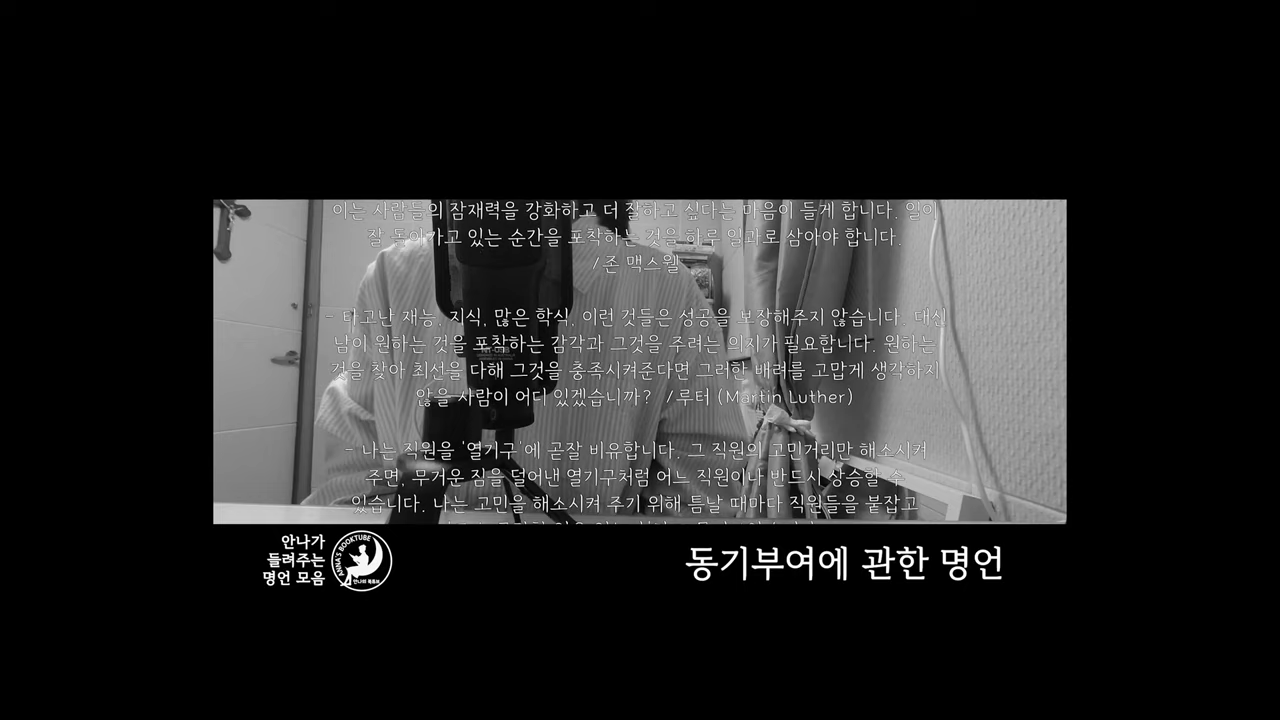 이는 사람들의 잠재력을 강화하고 더 잘하고 싶다는 마음이 들게 합니다. 일이
잘 돌아가고 있는 순간을 포착하는 것을 하루 일과로 삼아야 합니다.
/존 맥스웰
- 타고난 재능, 지식, 많은 학식, 이런 것들은 성공을 보장해주지 않습니다. 대신
남이 원하는 것을 포착하는 감각과 그것을 주려는 의지가 필요합니다. 원하는
것을 찾아 최선을 다해 그것을 충족시켜준다면 그러한 배려를 고맙게 생각하지
않을 사람이 어디 있겠습니까? /루터 (Martin Luther)
- 나는 직원을 '열기구'에 곧잘 비유합니다. 그 직원의 고민거리만 해소시켜
주면, 무거운 짐을 덜어낸 열기구처럼 어느 직원이나 반드시 상승할 수
있습니다. 나는 고민을 해소시켜 주기 위해 틈날 때마다 직원들을 붙잡고
안나가
들려주는
명언 모음
ANNA'S BOOKTUBE
안나의 북튜브
동기부여에 관한 명언